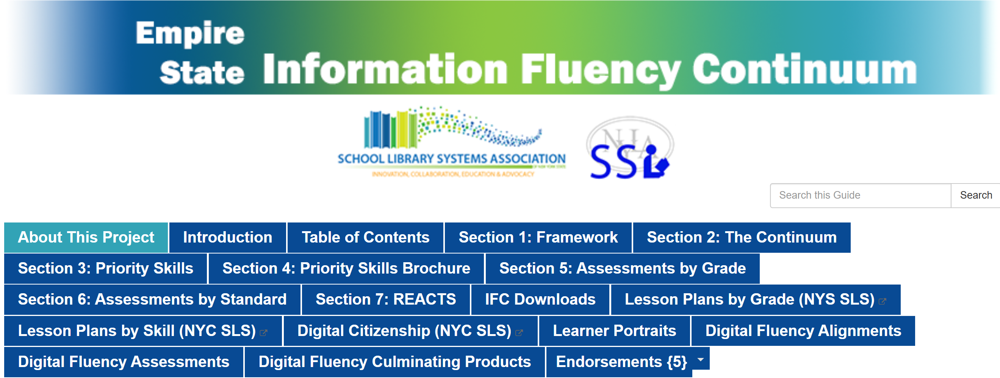 Empire
State Information Fluency Continuum
SCHOOL LIBRARY SYSTEMS ASSOCIATION
OF NEW YORK STATE
INNOVATION, COLLABORATION, EDUCATION & ADVOCACY
NYLA
SSL
Search this Guide Search
About This Project Introduction Table of Contents Section 1: Framework Section 2: The Continuum
Section 3: Priority Skills Section 4: Priority Skills Brochure Section 5: Assessments by Grade
Section 6: Assessments by Standard Section 7: REACTS IFC Downloads Lesson Plans by Grade (NYS SLS)
Lesson Plans by Skill (NYC SLS) Digital Citizenship (NYC SLS) Learner Portraits Digital Fluency Alignments
Digital Fluency Assessments Digital Fluency Culminating Products Endorsements {5}